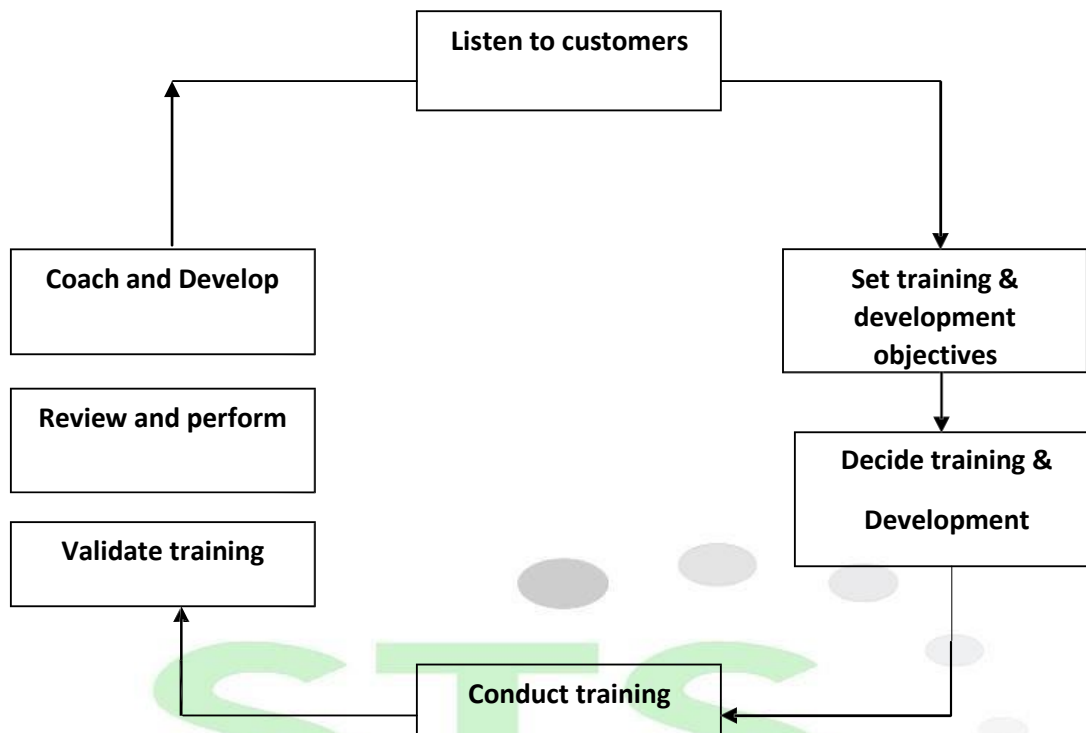 Listen to customers
Coach and Develop
Set training &
development
objectives
Review and perform
Decide training &
Development
Validate training
STS
Conduct training